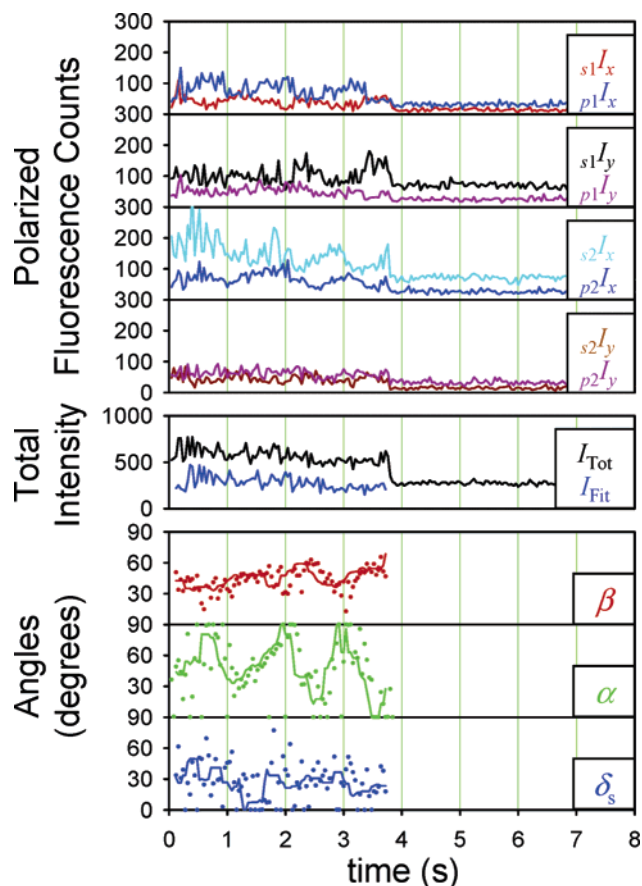 Polarized
Fluorescence Counts
300
200
100
300
s1Ix
p1Ix
200
100
300
s1Iy
p1Iy
200
100
300
s2Ix
p2Ix
200
100
0
s2Iy
p2Iy
Total
Intensity
1000
500
0
ITot
IFit
Angles
(degrees)
90
60
30
90
β
60
30
90
α
60
30
0
δs
0 1 2 3 4 5 6 7 8
time (s)